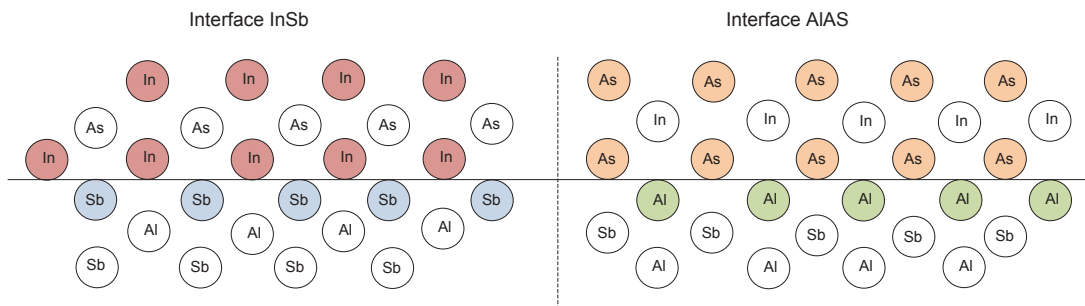 Interface InSb Interface AlAS
In In In In As As As As As
As As As As As In In In In In
In In In In In As As As As As
Sb Sb Sb Sb Sb Al Al Al Al Al
Al Al Al Al Sb Sb Sb Sb Sb
Sb Sb Sb Sb Al Al Al Al